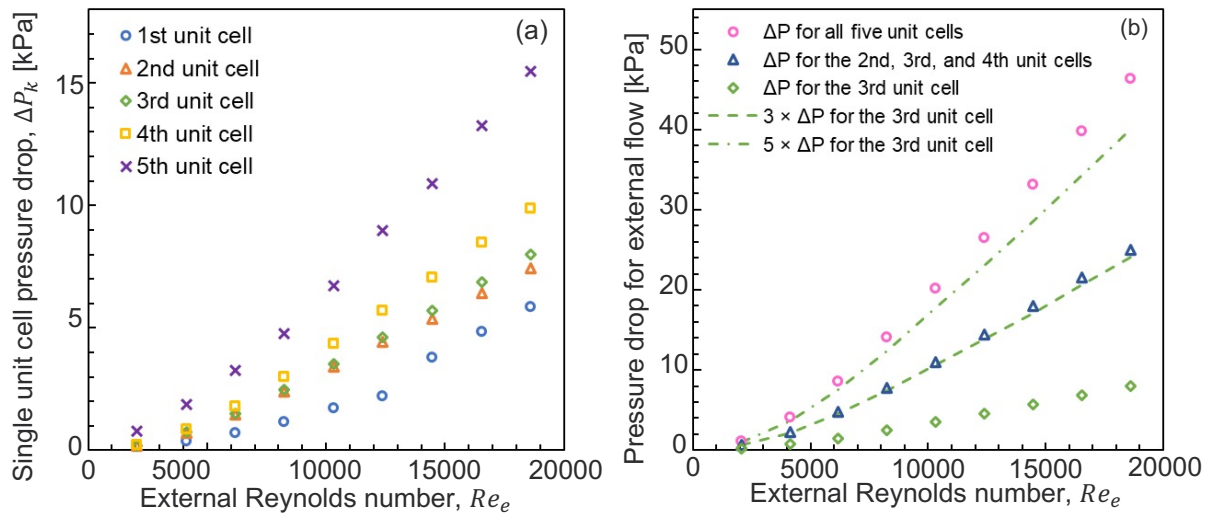 (a)
1st unit cell
2nd unit cell
3rd unit cell
4th unit cell
5th unit cell
Single unit cell pressure drop, ΔP_k [kPa]
15
10
5
0
0 5000 10000 15000 20000
External Reynolds number, Re_e
(b)
ΔP for all five unit cells
ΔP for the 2nd, 3rd, and 4th unit cells
ΔP for the 3rd unit cell
3 × ΔP for the 3rd unit cell
5 × ΔP for the 3rd unit cell
Pressure drop for external flow [kPa]
50
40
30
20
10
0
0 5000 10000 15000 20000
External Reynolds number, Re_e